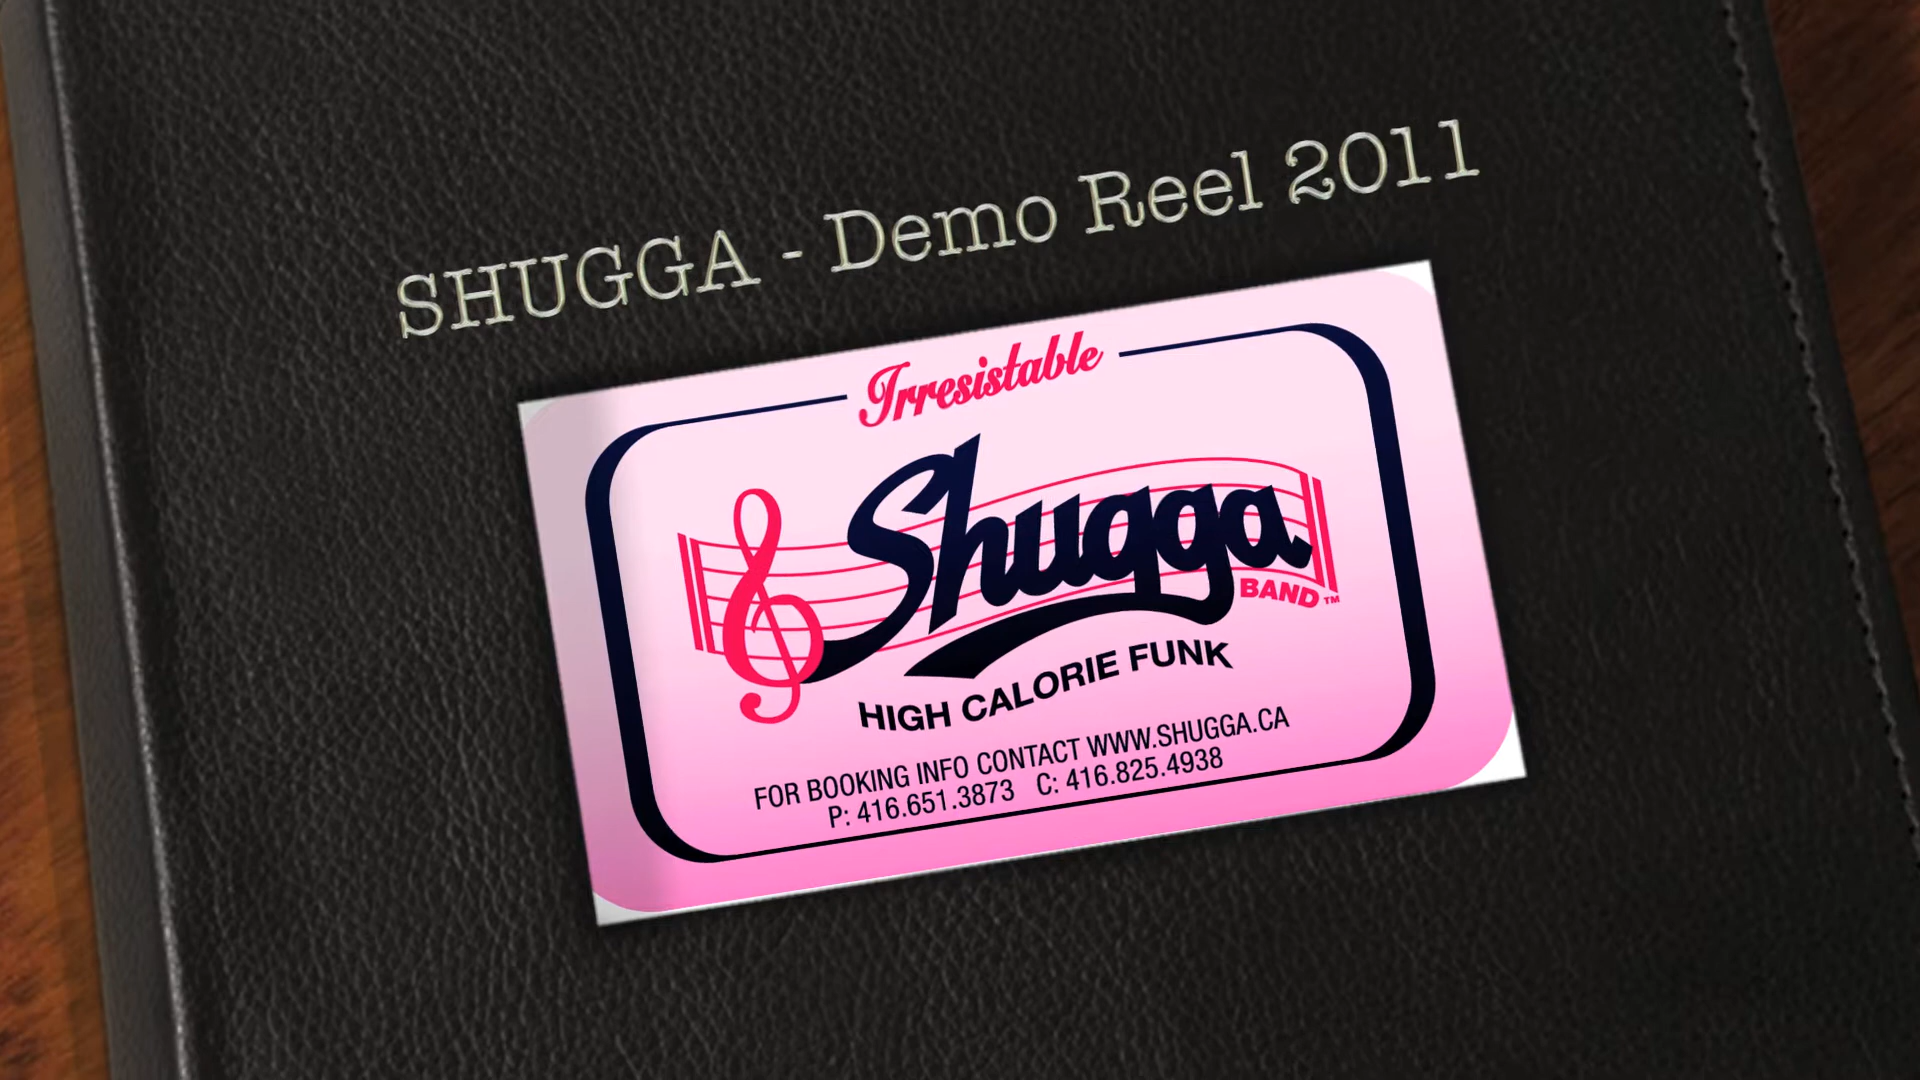 SHUGGA - Demo Reel 2011
Irresistable
Shugga
BAND™
HIGH CALORIE FUNK
FOR BOOKING INFO CONTACT WWW.SHUGGA.CA
P: 416.651.3873 C: 416.825.4938